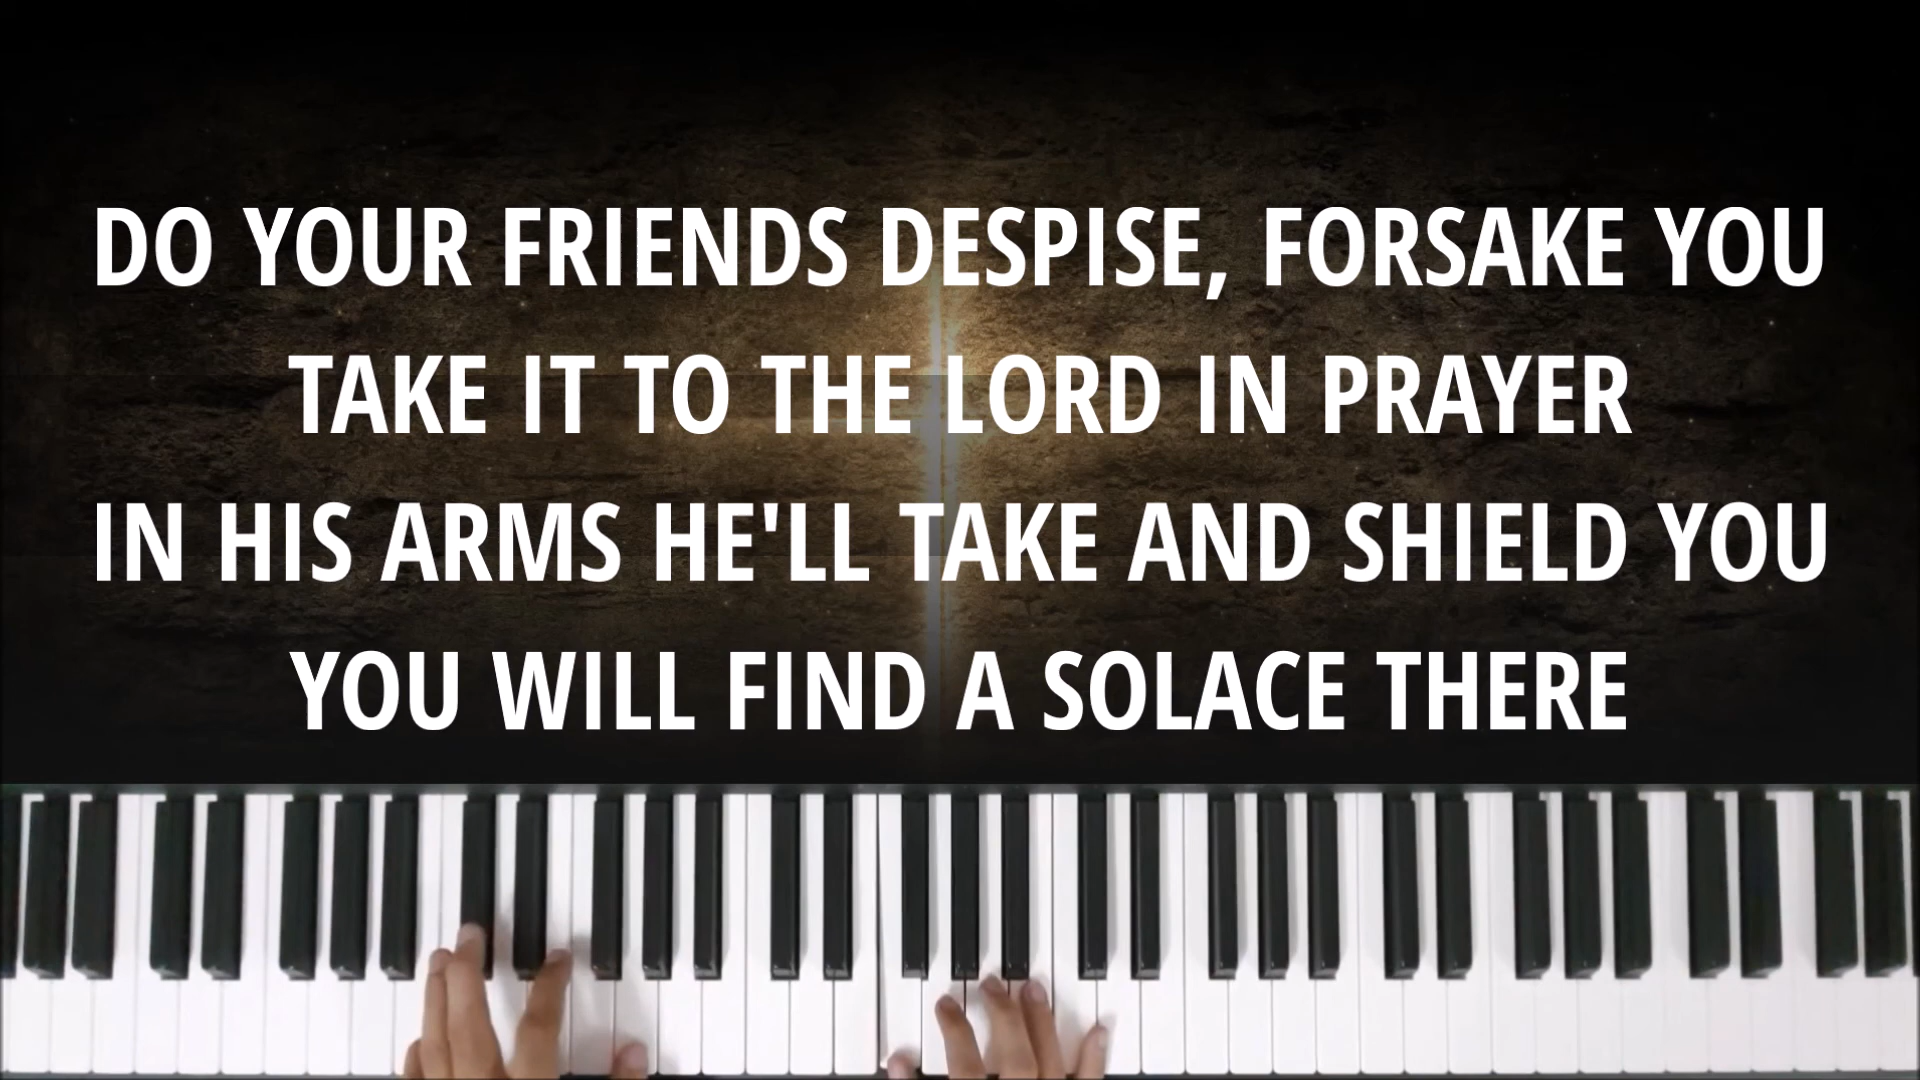 DO YOUR FRIENDS DESPISE, FORSAKE YOU
TAKE IT TO THE LORD IN PRAYER
IN HIS ARMS HE'LL TAKE AND SHIELD YOU
YOU WILL FIND A SOLACE THERE